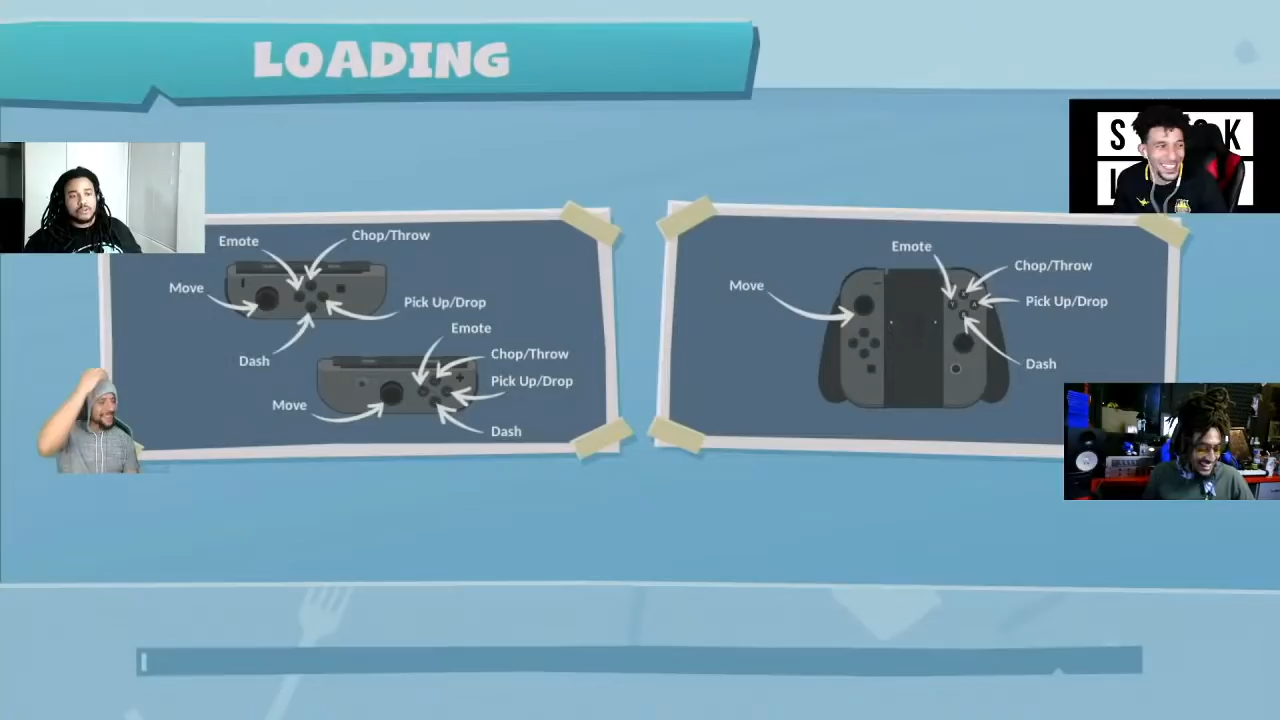 LOADING
S
K
Emote
Chop/Throw
Move
Pick Up/Drop
Dash
Emote
Chop/Throw
Pick Up/Drop
Move
Dash
Emote
Chop/Throw
Move
Pick Up/Drop
Dash